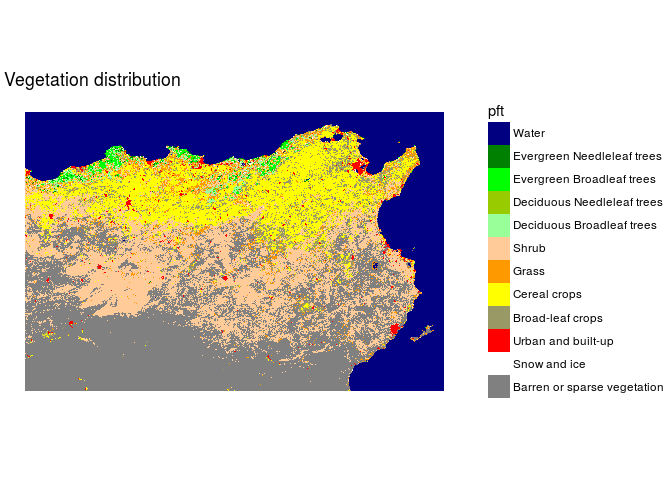 Vegetation distribution
pft
Water
Evergreen Needleleaf trees
Evergreen Broadleaf trees
Deciduous Needleleaf trees
Deciduous Broadleaf trees
Shrub
Grass
Cereal crops
Broad-leaf crops
Urban and built-up
Snow and ice
Barren or sparse vegetation